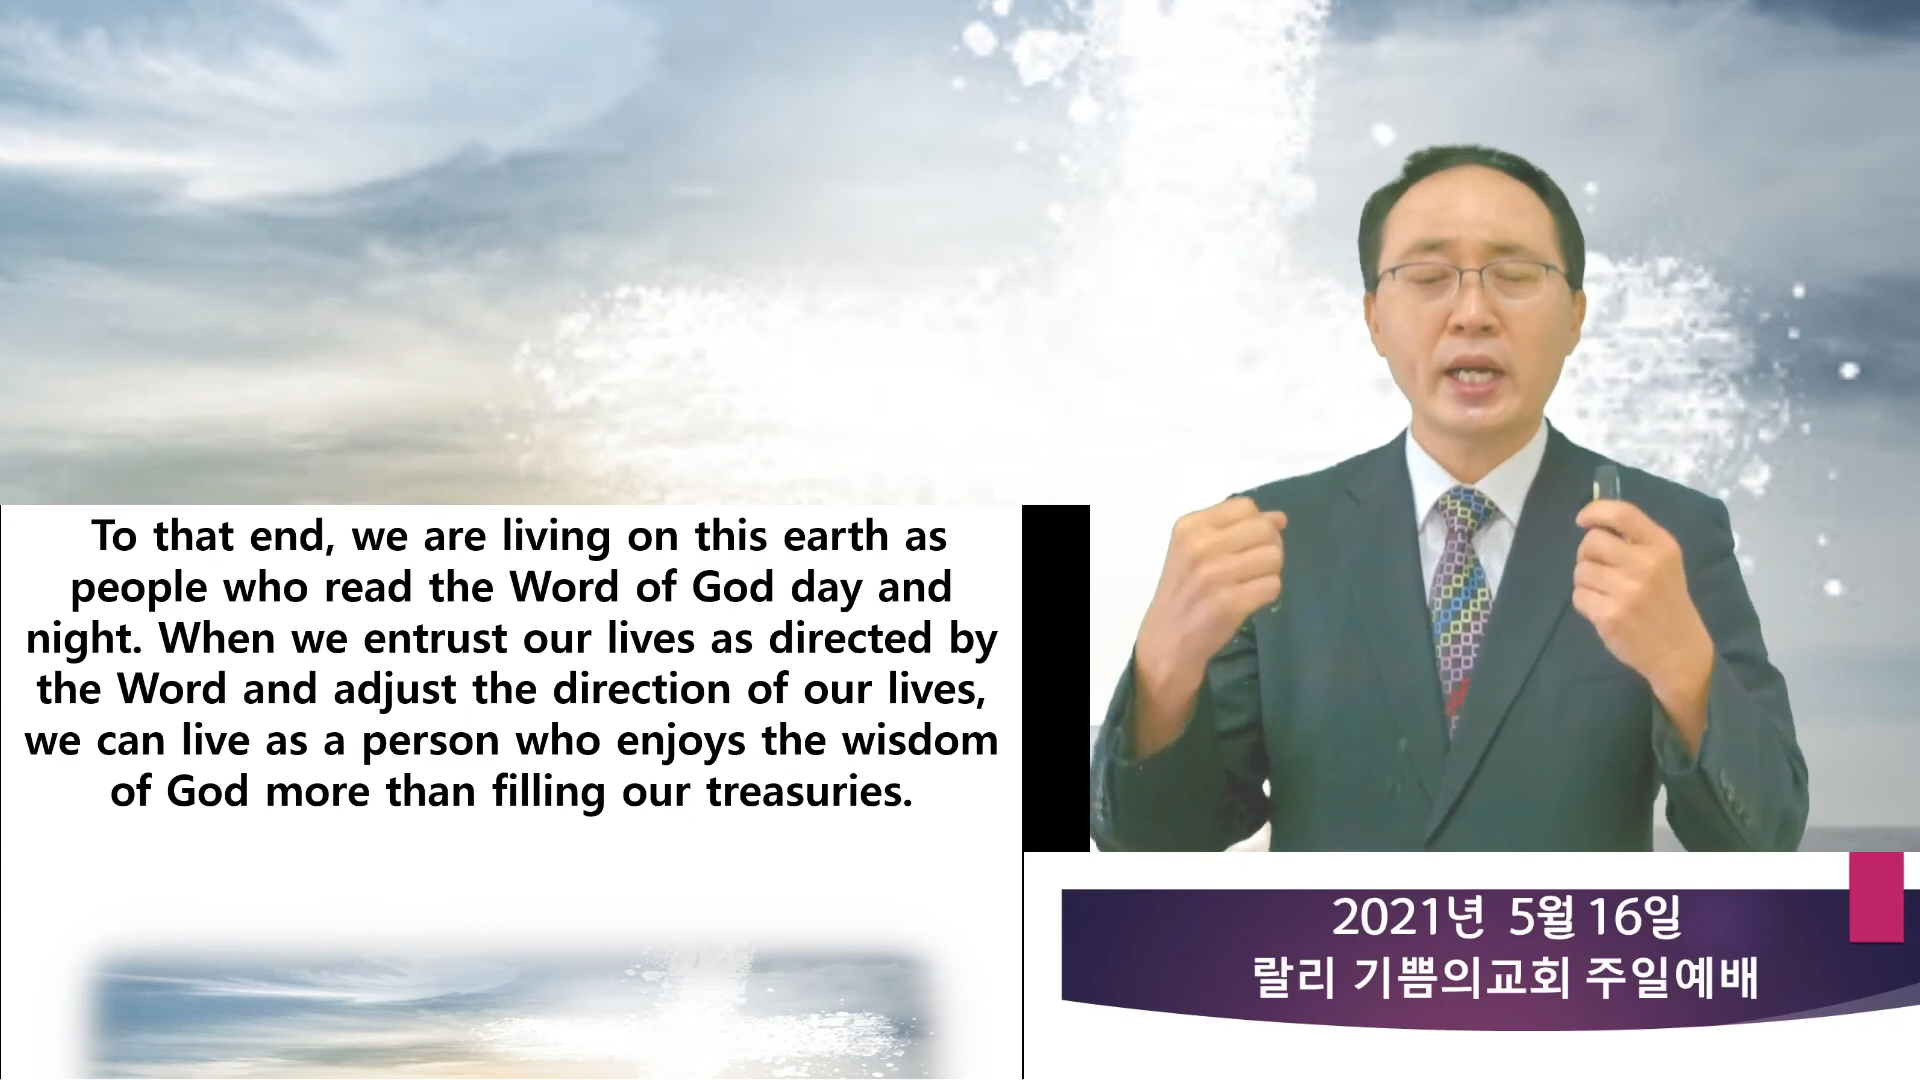 To that end, we are living on this earth as
people who read the Word of God day and
night. When we entrust our lives as directed by
the Word and adjust the direction of our lives,
we can live as a person who enjoys the wisdom
of God more than filling our treasuries.
2021년 5월 16일
랄리 기쁨의교회 주일예배